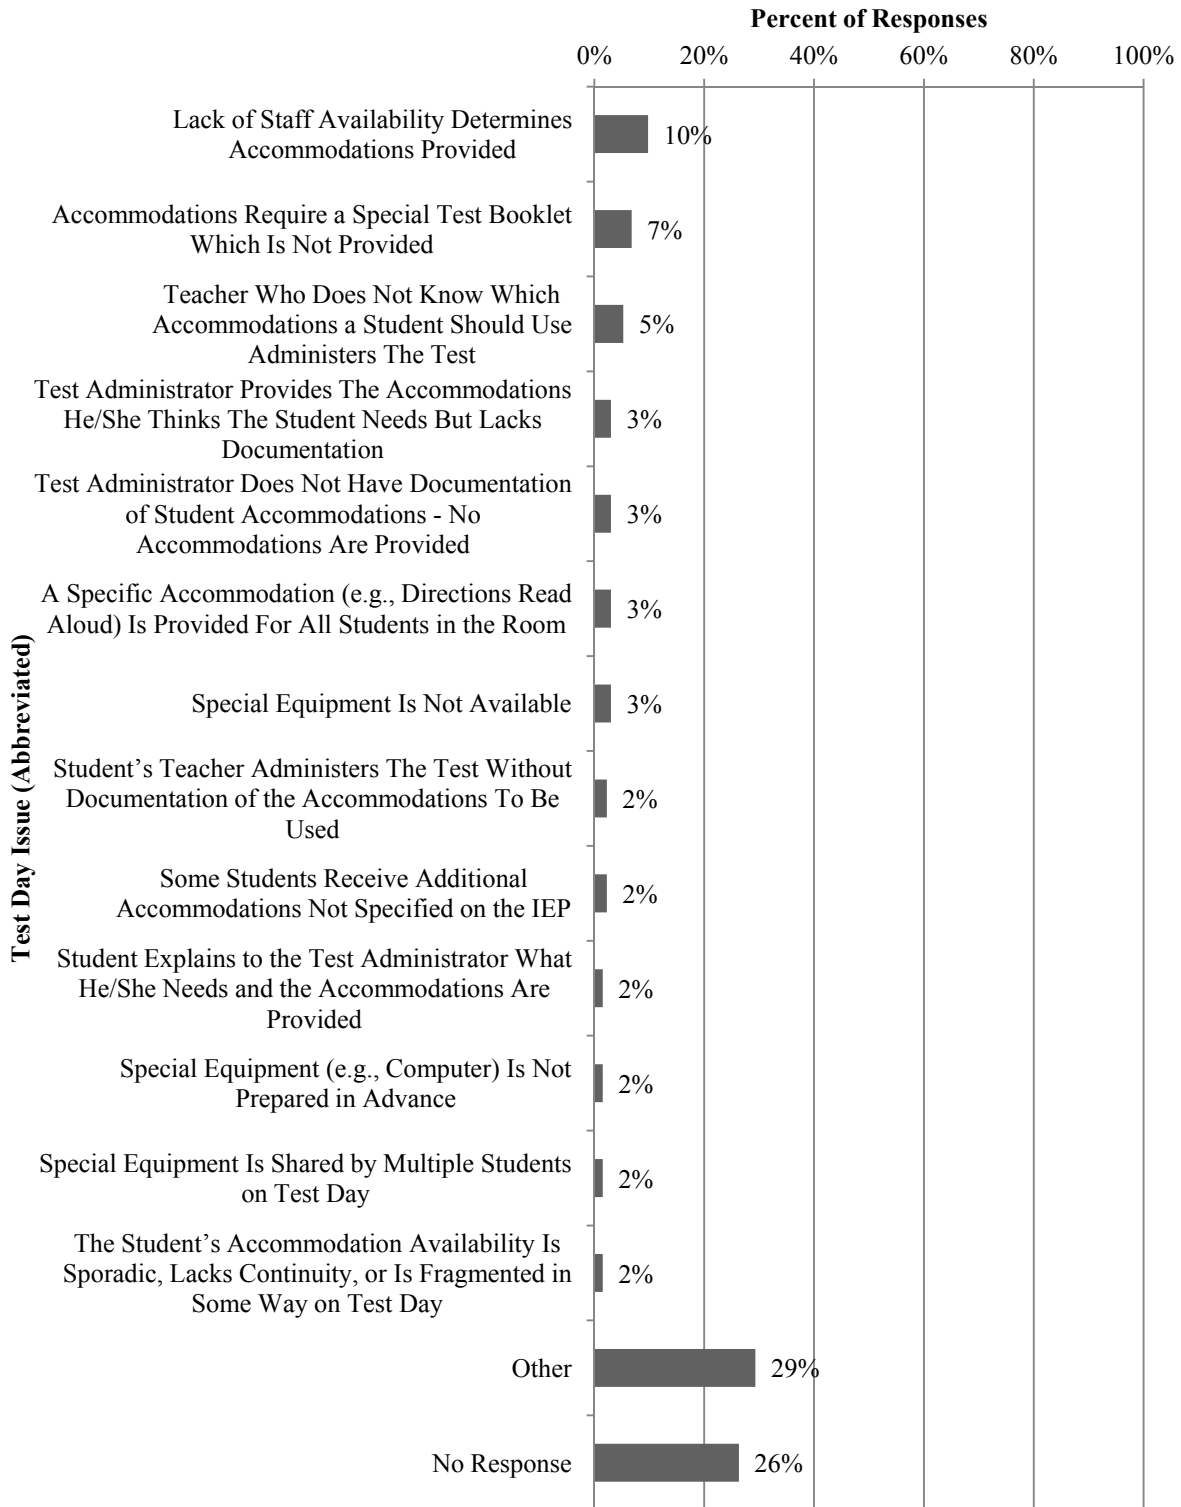 Percent of Responses
0% 20% 40% 60% 80% 100%
Test Day Issue (Abbreviated)
Lack of Staff Availability Determines
Accommodations Provided
10%
Accommodations Require a Special Test Booklet
Which Is Not Provided
7%
Teacher Who Does Not Know Which
Accommodations a Student Should Use
Administers The Test
5%
Test Administrator Provides The Accommodations
He/She Thinks The Student Needs But Lacks
Documentation
3%
Test Administrator Does Not Have Documentation
of Student Accommodations - No
Accommodations Are Provided
3%
A Specific Accommodation (e.g., Directions Read
Aloud) Is Provided For All Students in the Room
3%
Special Equipment Is Not Available
3%
Student’s Teacher Administers The Test Without
Documentation of the Accommodations To Be
Used
2%
Some Students Receive Additional
Accommodations Not Specified on the IEP
2%
Student Explains to the Test Administrator What
He/She Needs and the Accommodations Are
Provided
2%
Special Equipment (e.g., Computer) Is Not
Prepared in Advance
2%
Special Equipment Is Shared by Multiple Students
on Test Day
2%
The Student’s Accommodation Availability Is
Sporadic, Lacks Continuity, or Is Fragmented in
Some Way on Test Day
2%
Other
29%
No Response
26%